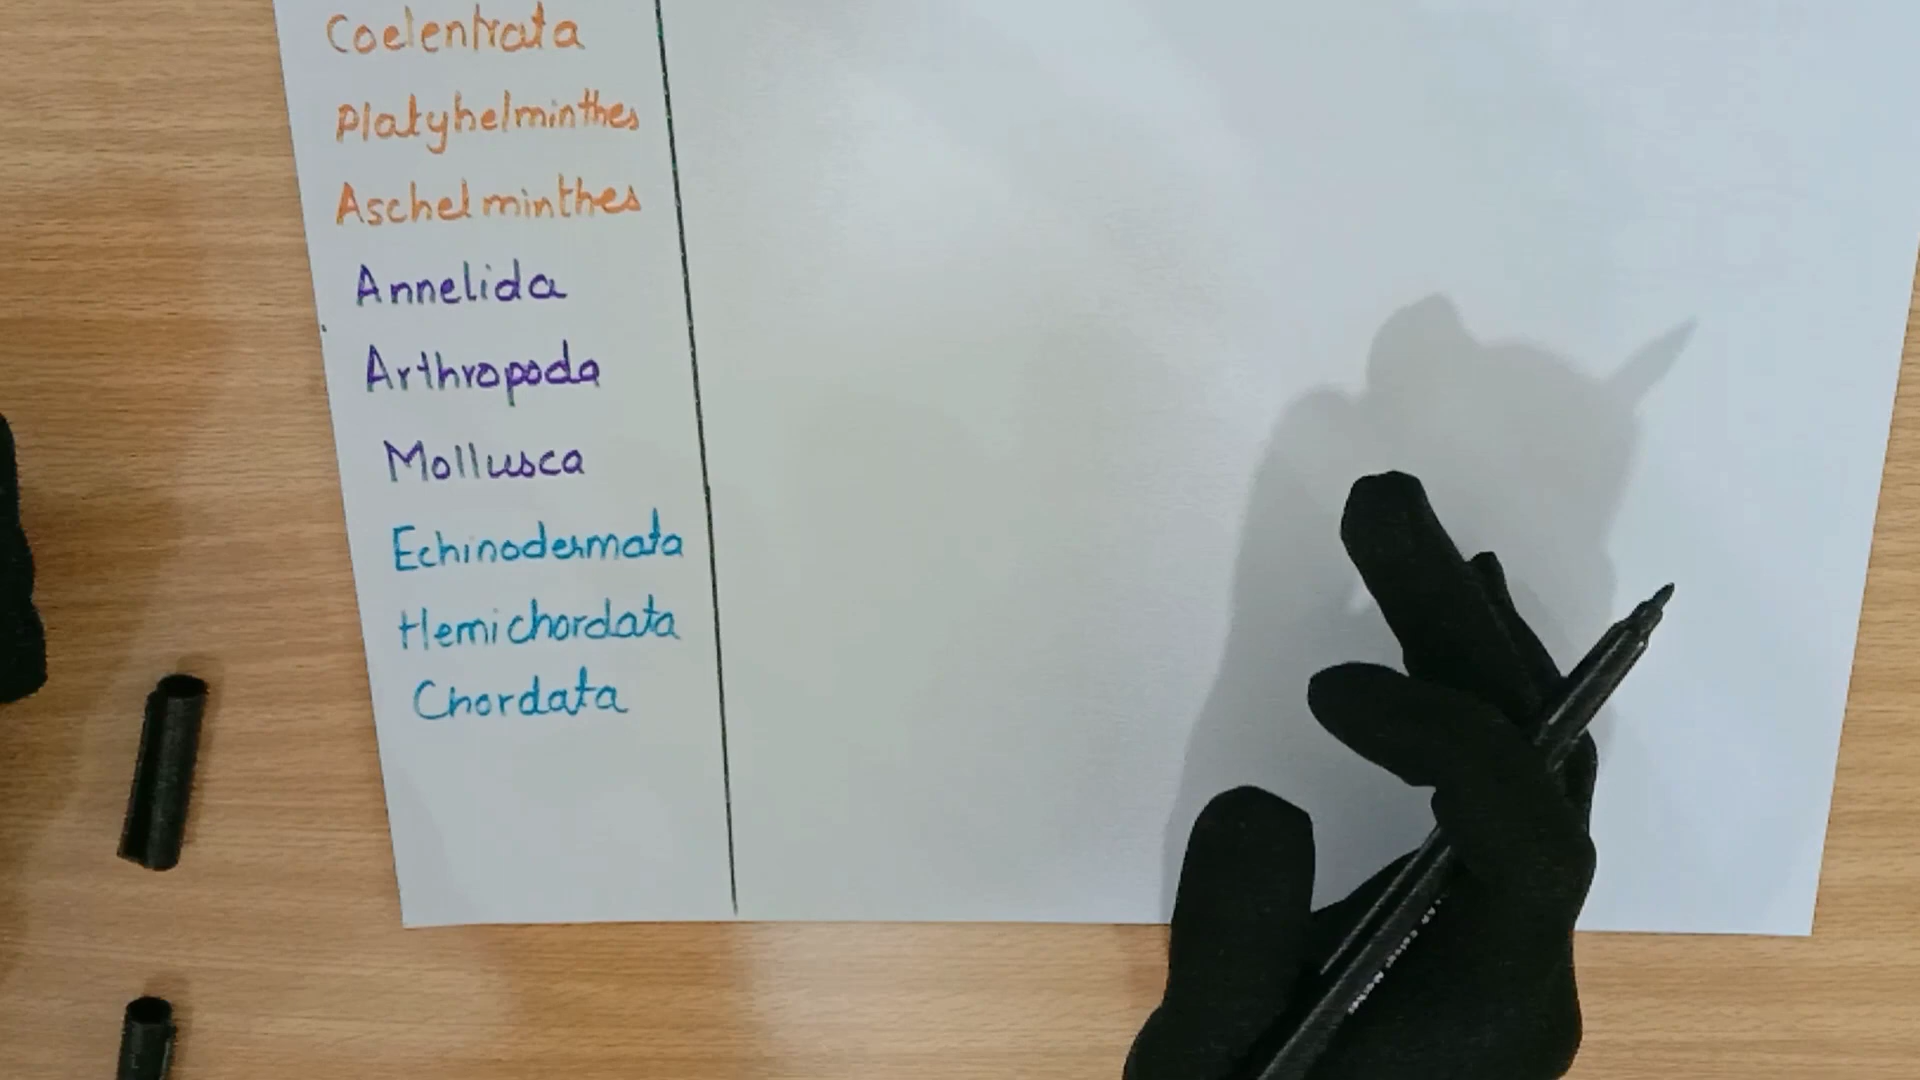 Coelentrata
Platyhelminthes
Aschelminthes
Annelida
Arthropoda
Mollusca
Echinodermata
Hemichordata
Chordata